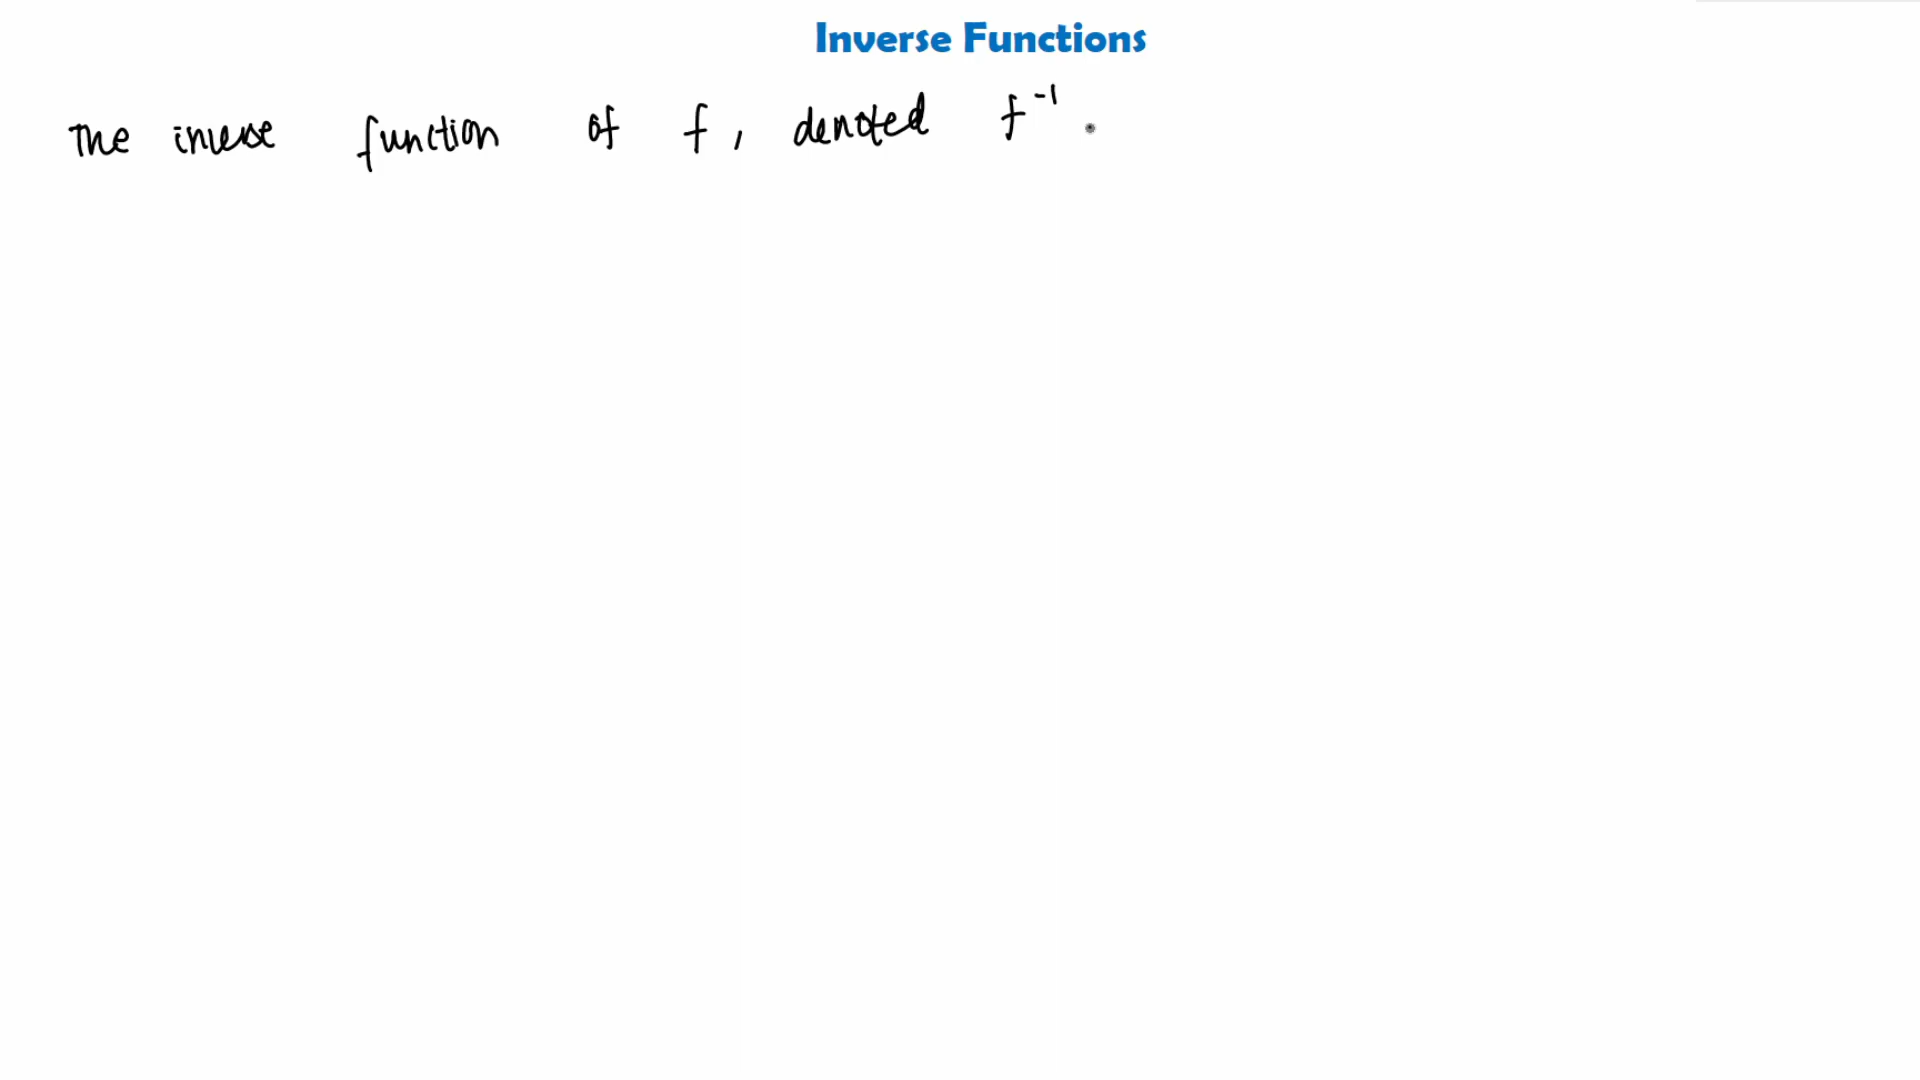 Inverse Functions
The inverse function of f, denoted f⁻¹